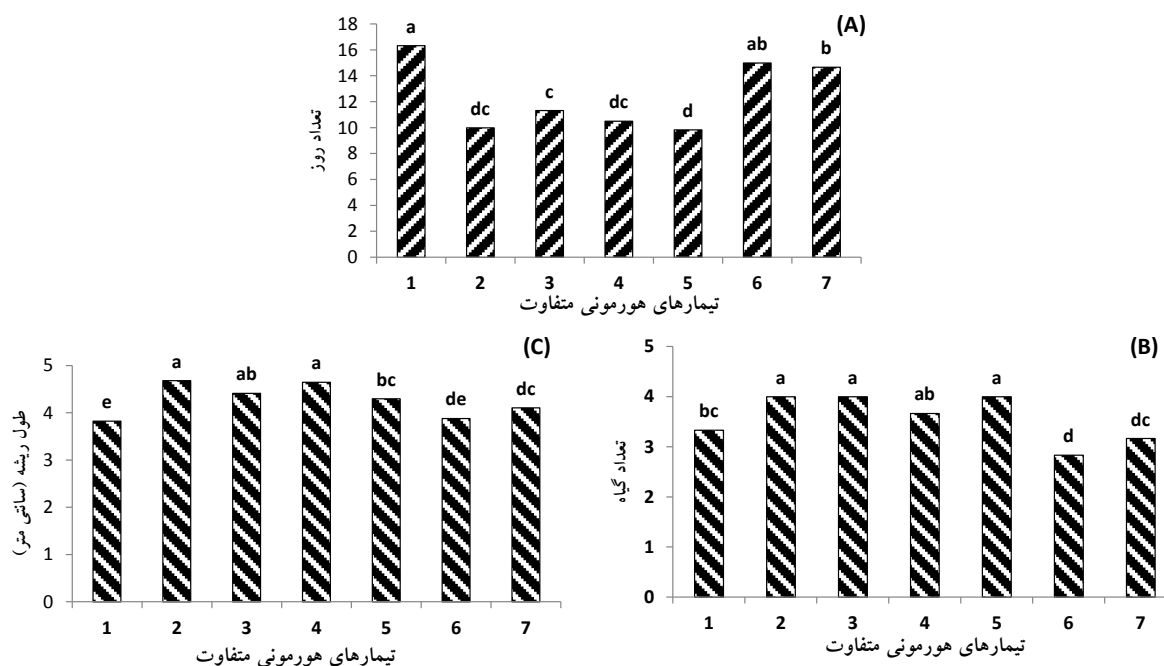 (A)
تعداد روز
18
16
14
12
10
8
6
4
2
0
a dc c dc d ab b
1 2 3 4 5 6 7
تیمارهای هورمونی متفاوت
(B)
تعداد گیاه
5
4
3
2
1
0
bc a a ab a d dc
1 2 3 4 5 6 7
تیمارهای هورمونی متفاوت
(C)
طول ریشه (سانتی متر)
5
4
3
2
1
0
e a ab a bc de dc
1 2 3 4 5 6 7
تیمارهای هورمونی متفاوت